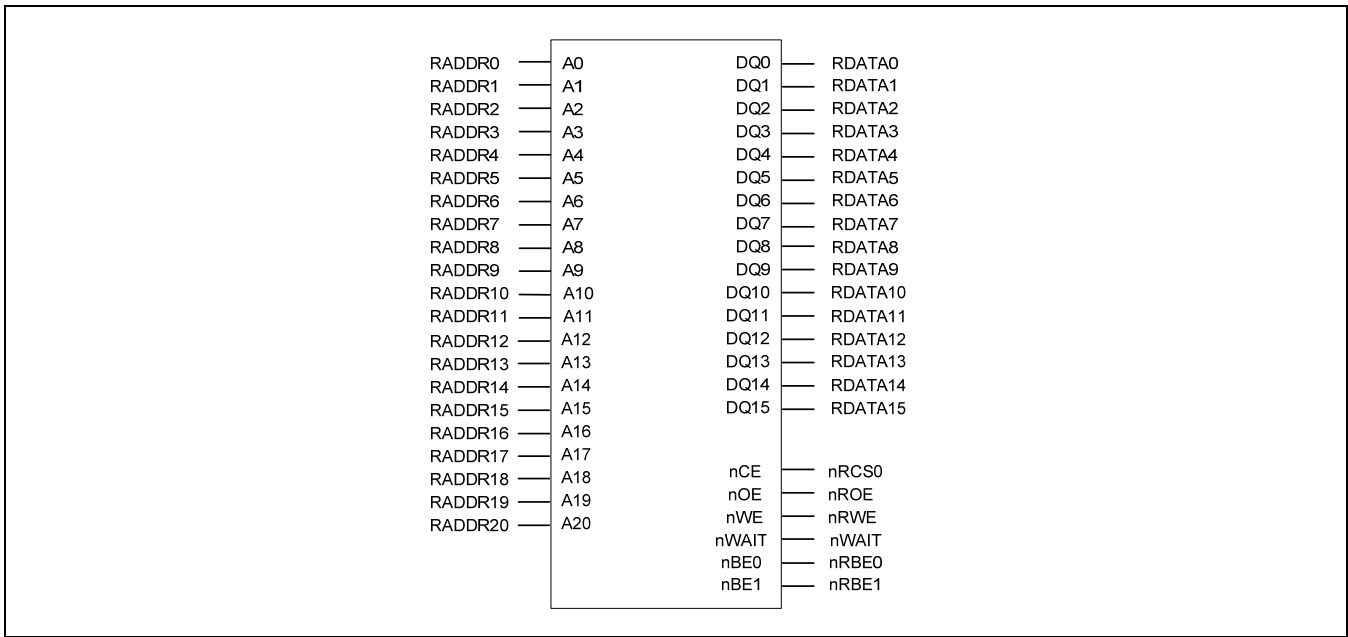 RADDR0 A0 DQ0 RDATA0
RADDR1 A1 DQ1 RDATA1
RADDR2 A2 DQ2 RDATA2
RADDR3 A3 DQ3 RDATA3
RADDR4 A4 DQ4 RDATA4
RADDR5 A5 DQ5 RDATA5
RADDR6 A6 DQ6 RDATA6
RADDR7 A7 DQ7 RDATA7
RADDR8 A8 DQ8 RDATA8
RADDR9 A9 DQ9 RDATA9
RADDR10 A10 DQ10 RDATA10
RADDR11 A11 DQ11 RDATA11
RADDR12 A12 DQ12 RDATA12
RADDR13 A13 DQ13 RDATA13
RADDR14 A14 DQ14 RDATA14
RADDR15 A15 DQ15 RDATA15
RADDR16 A16
RADDR17 A17
RADDR18 A18 nCE nRCS0
RADDR19 A19 nOE nROE
RADDR20 A20 nWE nRWE
nWAIT nWAIT
nBE0 nRBE0
nBE1 nRBE1